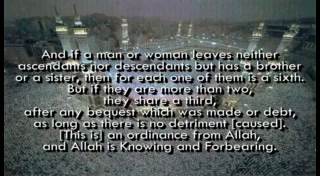 And if a man or woman leaves neither
ascendants nor descendants but has a brother
or a sister, then for each one of them is a sixth.
But if they are more than two,
they share a third,
after any bequest which was made or debt,
as long as there is no detriment [caused].
[This is] an ordinance from Allah,
and Allah is Knowing and Forbearing.